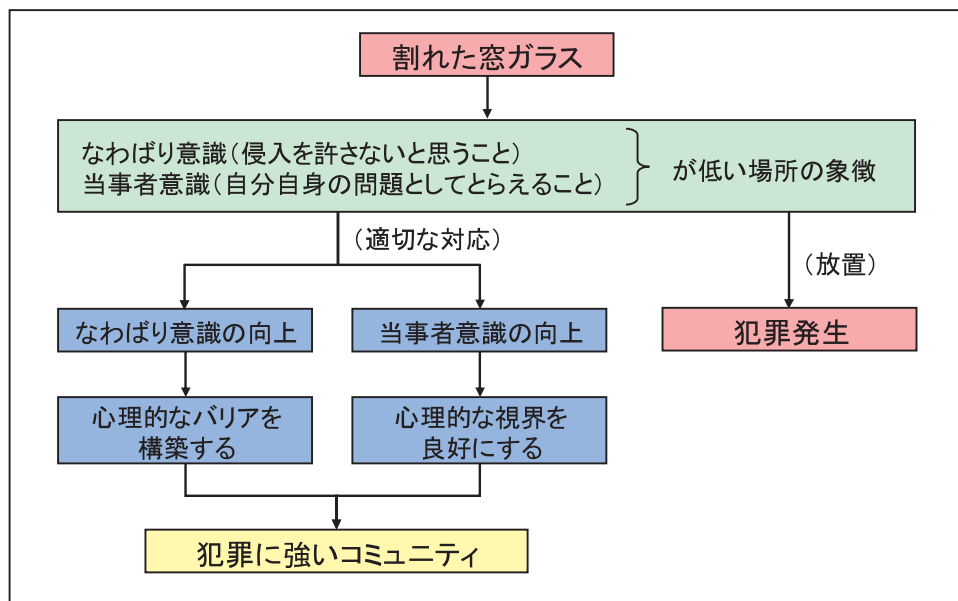 割れた窓ガラス
なわばり意識(侵入を許さないと思うこと)
当事者意識(自分自身の問題としてとらえること)
が低い場所の象徴
(適切な対応)
(放置)
なわばり意識の向上
当事者意識の向上
犯罪発生
心理的なバリアを
構築する
心理的な視界を
良好にする
犯罪に強いコミュニティ